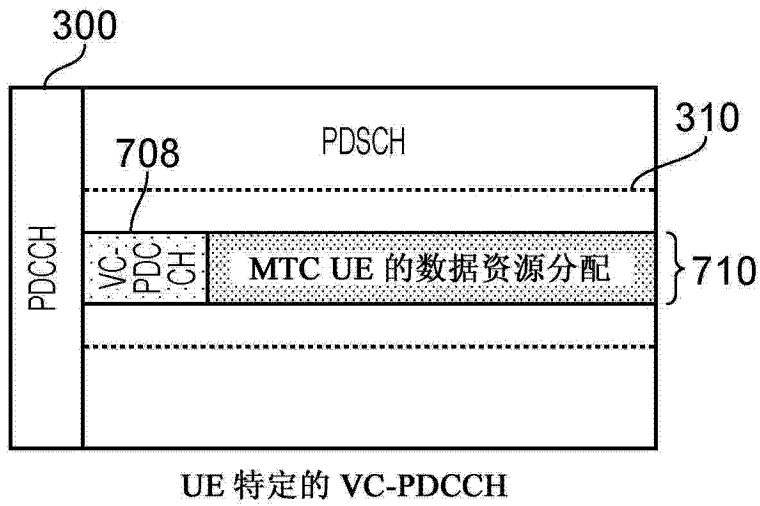 300
310
PDSCH
708
PDCCH
VC-
PDC
CH
MTC UE 的数据资源分配
710
UE 特定的 VC-PDCCH